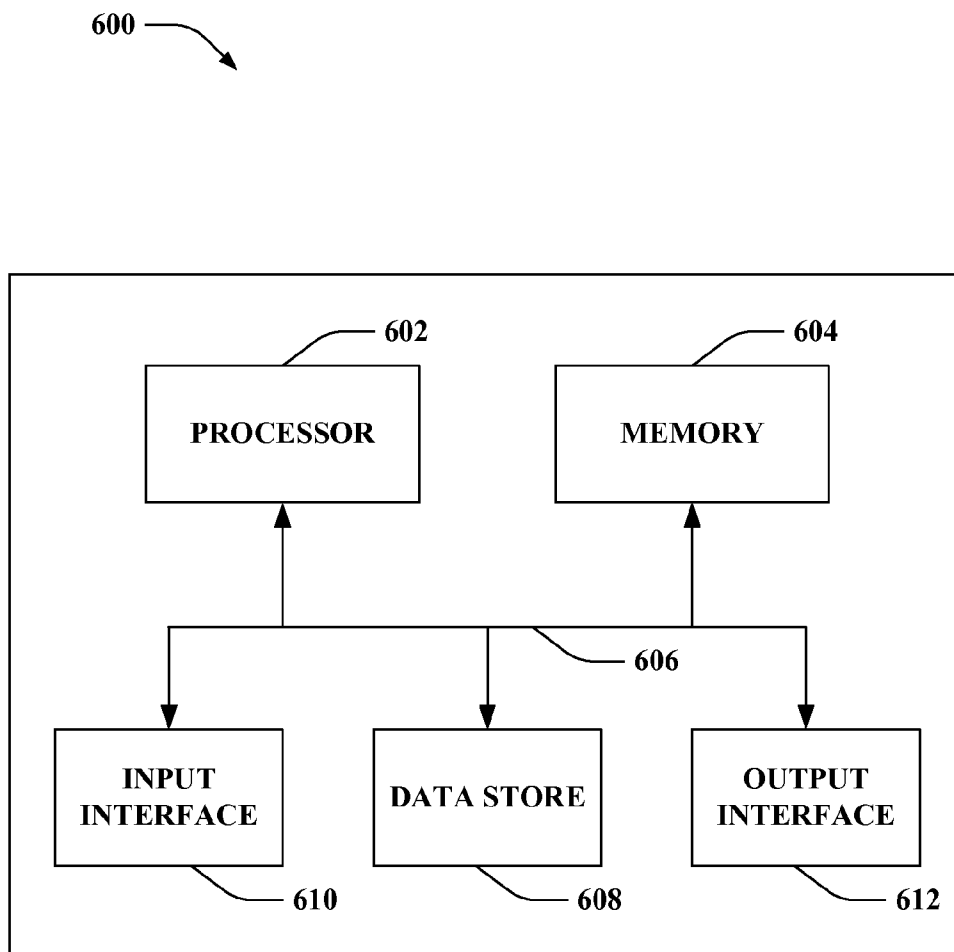 600
602
604
PROCESSOR
MEMORY
606
INPUT
INTERFACE
DATA STORE
OUTPUT
INTERFACE
610
608
612